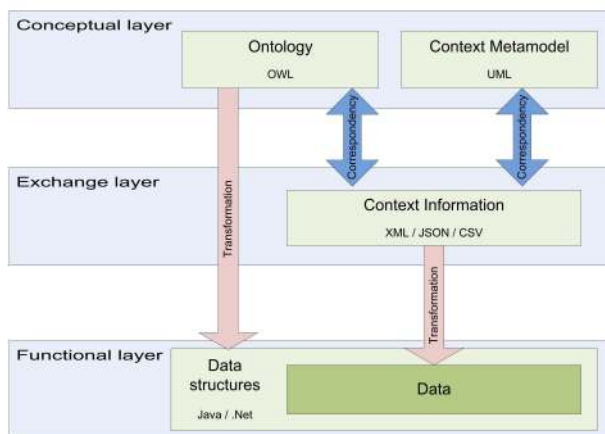 Conceptual layer
Ontology
OWL
Context Metamodel
UML
Correspondency
Correspondency
Exchange layer
Transformation
Context Information
XML / JSON / CSV
Transformation
Functional layer
Data
structures
Java / .Net
Data